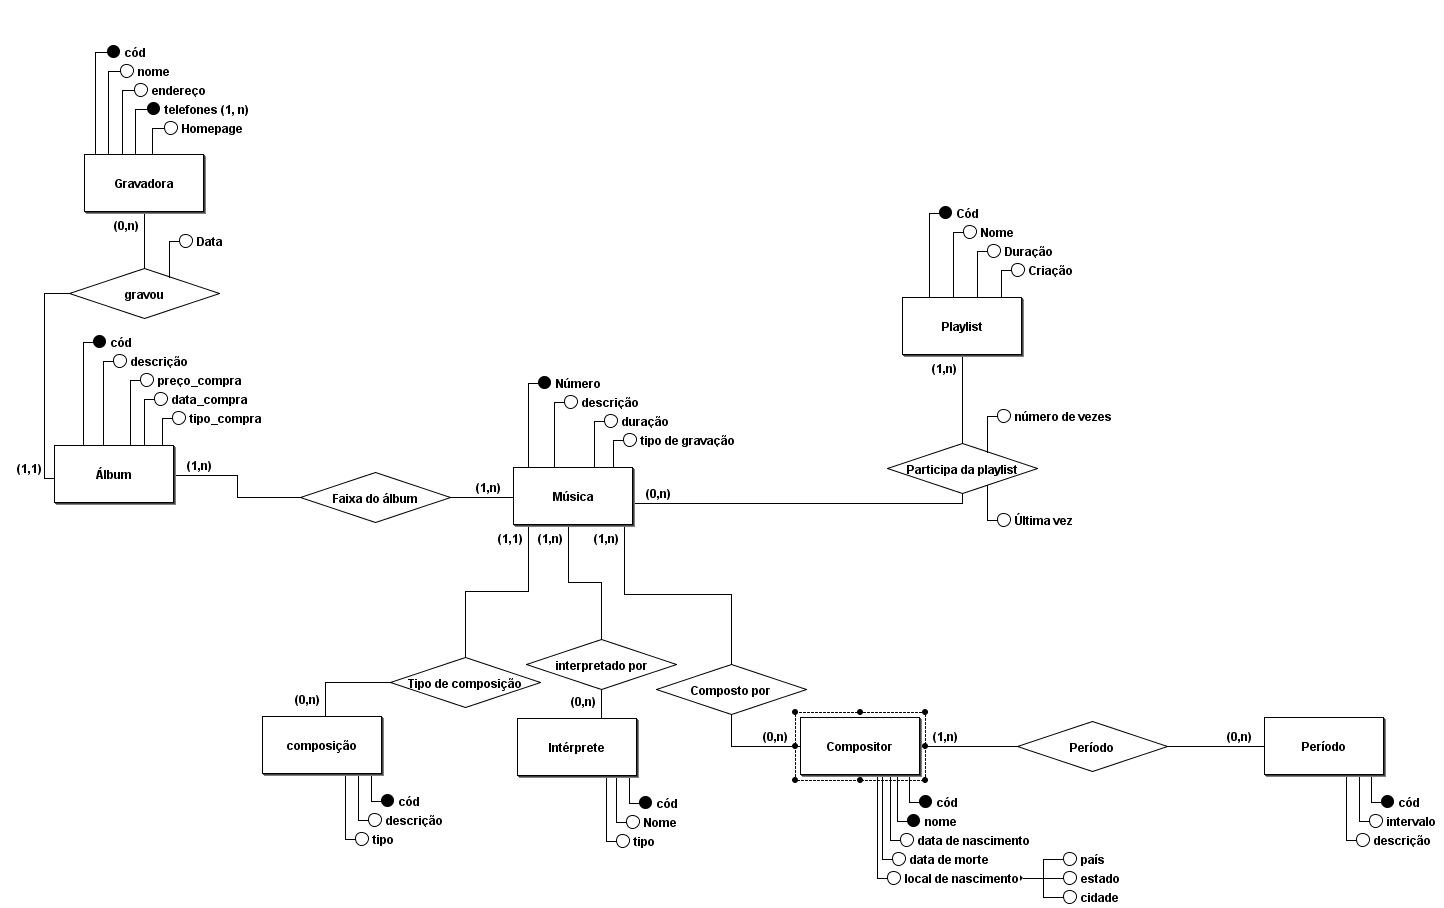 cód
nome
endereço
telefones (1, n)
Homepage
Gravadora
(0,n)
Data
gravou
cód
descrição
preço_compra
data_compra
tipo_compra
(1,1)
Álbum
(1,n)
Faixa do álbum
(1,n)
Número
descrição
duração
tipo de gravação
Música
(0,n)
Cód
Nome
Duração
Criação
Playlist
(1,n)
número de vezes
Participa da playlist
Última vez
(1,1)
(1,n)
(1,n)
Tipo de composição
interpretado por
Composto por
(0,n)
(0,n)
(0,n)
composição
cód
descrição
tipo
Intérprete
cód
Nome
tipo
Compositor
(1,n)
Período
(0,n)
Período
cód
nome
data de nascimento
data de morte
local de nascimento
país
estado
cidade
cód
intervalo
descrição